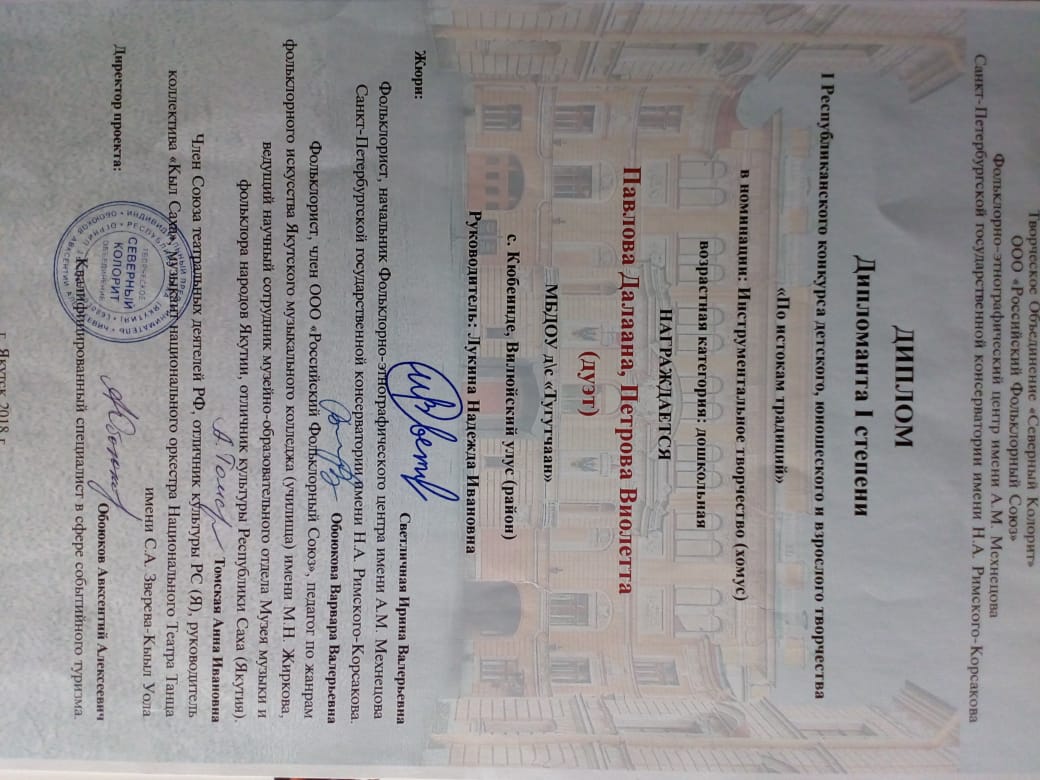 Творческое Объединение «Северный Колорит»
ООО «Российский Фольклорный Союз»
Фольклорно-этнографический центр имени А.М. Мехнецова
Санкт-Петербургской государственной консерватории имени Н.А. Римского-Корсакова
ДИПЛОМ
Дипломанта I степени
I Республиканского конкурса детского, юношеского и взрослого творчества
«По истокам традиций»
в номинации: Инструментальное творчество (хомус)
возрастная категория: дошкольная
НАГРАЖДАЕТСЯ
Павлова Далаана, Петрова Виолетта
(дуэт)
МБДОУ д/с «Туллукчаан»
с. Кюбеинде, Вилюйский улус (район)
Руководитель: Лукина Надежда Ивановна
Жюри:
Светличная Ирина Валерьевна
Фольклорист, начальник Фольклорно-этнографического центра имени А.М. Мехнецова
Санкт-Петербургской государственной консерватории имени Н.А. Римского-Корсакова.
Обоюкова Варвара Валерьевна
Фольклорист, член ООО «Российский Фольклорный Союз», педагог по жанрам
фольклорного искусства Якутского музыкального колледжа (училища) имени М.Н. Жиркова,
ведущий научный сотрудник музейно-образовательного отдела Музея музыки и
фольклора народов Якутии, отличник культуры Республики Саха (Якутия).
Томская Анна Ивановна
Член Союза театральных деятелей РФ, отличник культуры РС (Я), руководитель
коллектива «Кыл Саха», музыкант национального оркестра Национального Театра Танца
имени С.А. Зверева-Кыыл Уола
Директор проекта:
Обоюков Авксентий Алексеевич
Квалифицированный специалист в сфере событийного туризма.
ТВОРЧЕСКОЕ
ОБЪЕДИНЕНИЕ
СЕВЕРНЫЙ
КОЛОРИТ
г. Якутск 2018 г.